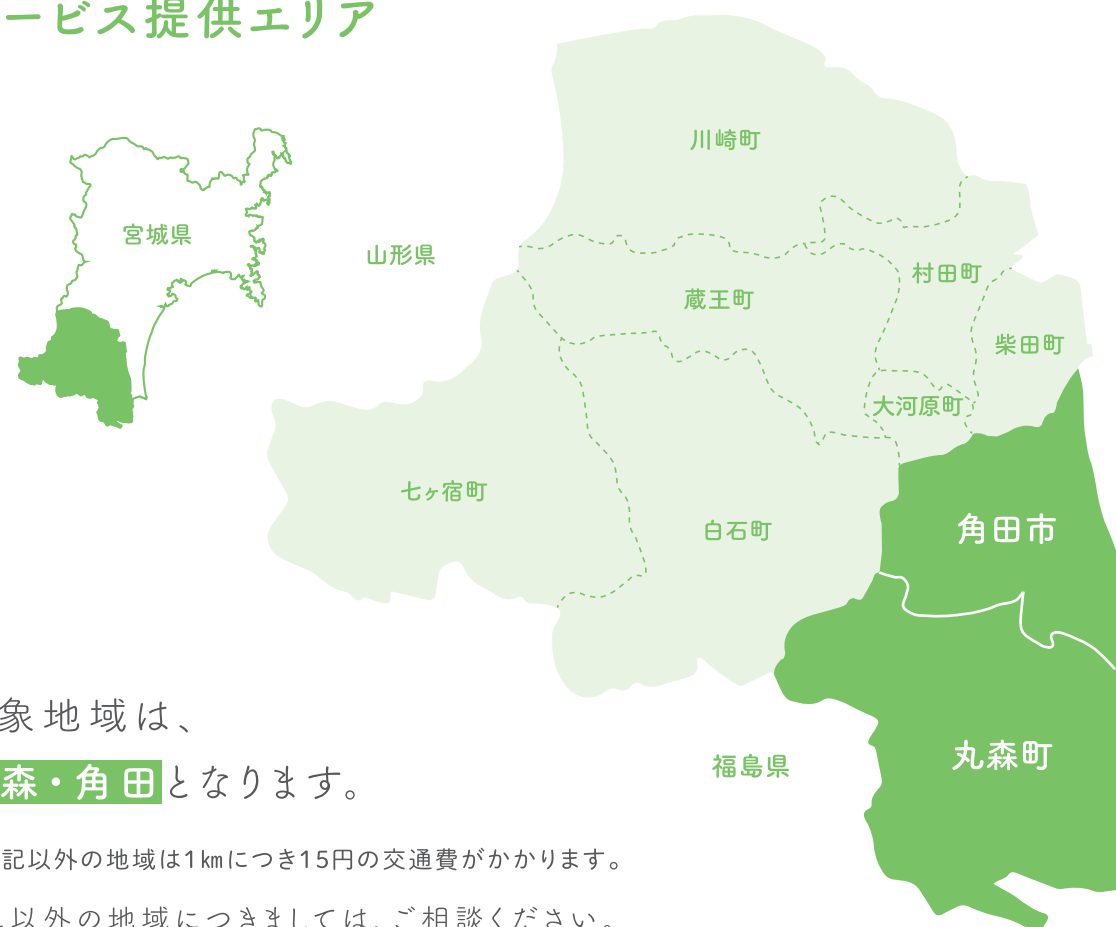 ービス提供エリア
川崎町
宮城県
山形県
村田町
蔵王町
柴田町
大河原町
七ヶ宿町
白石町
角田市
象地域は、
丸森町
福島県
森・角田となります。
記以外の地域は1㎞につき15円の交通費がかかります。
以外の地域につきましては、ご相談ください。